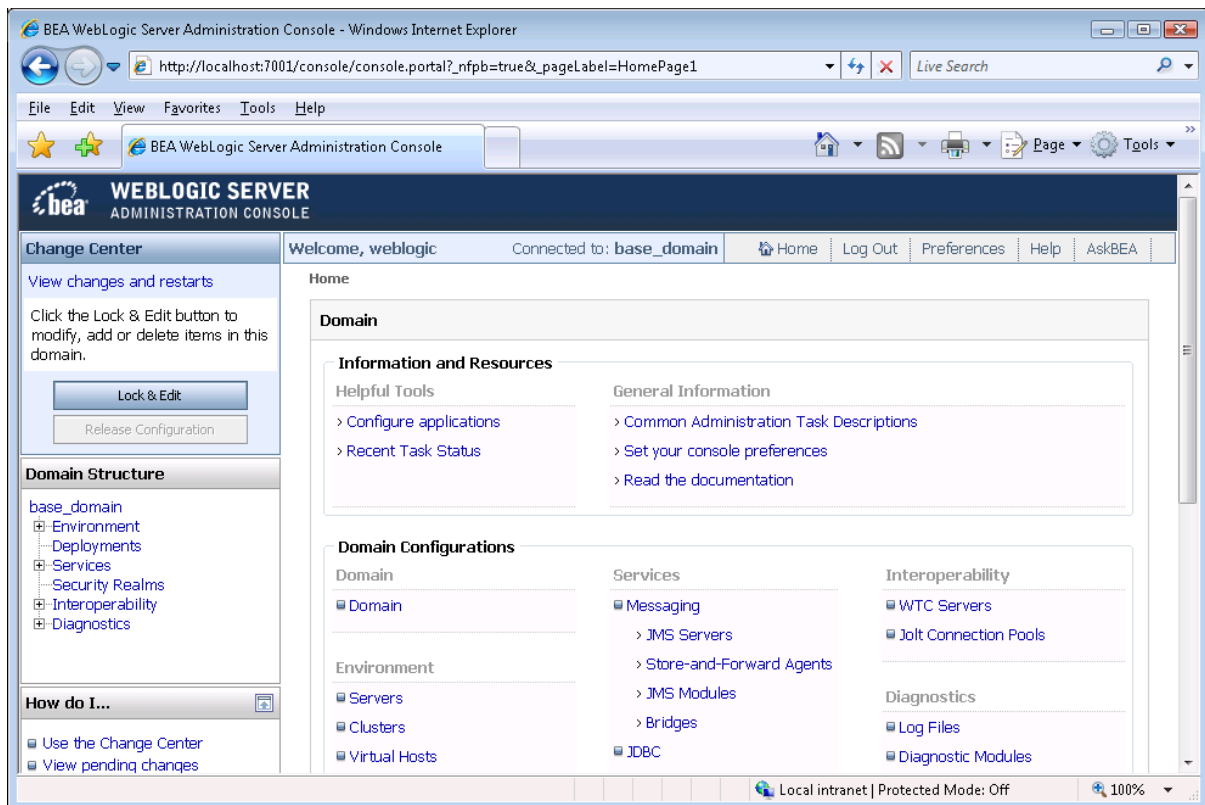 BEA WebLogic Server Administration Console - Windows Internet Explorer
http://localhost:7001/console/console.portal?_nfpb=true&_pageLabel=HomePage1
Live Search
File Edit View Favorites Tools Help
BEA WebLogic Server Administration Console
Page Tools
bea WEBLOGIC SERVER
ADMINISTRATION CONSOLE
Change Center
View changes and restarts
Click the Lock & Edit button to
modify, add or delete items in this
domain.
Lock & Edit
Release Configuration
Domain Structure
base_domain
Environment
Deployments
Services
Security Realms
Interoperability
Diagnostics
How do I...
Use the Change Center
View pending changes
Welcome, weblogic Connected to: base_domain Home Log Out Preferences Help AskBEA
Home
Domain
Information and Resources
Helpful Tools
Configure applications
Recent Task Status
General Information
Common Administration Task Descriptions
Set your console preferences
Read the documentation
Domain Configurations
Domain
Domain
Environment
Servers
Clusters
Virtual Hosts
Services
Messaging
JMS Servers
Store-and-Forward Agents
JMS Modules
Bridges
JDBC
Interoperability
WTC Servers
Jolt Connection Pools
Diagnostics
Log Files
Diagnostic Modules
Local intranet | Protected Mode: Off 100%